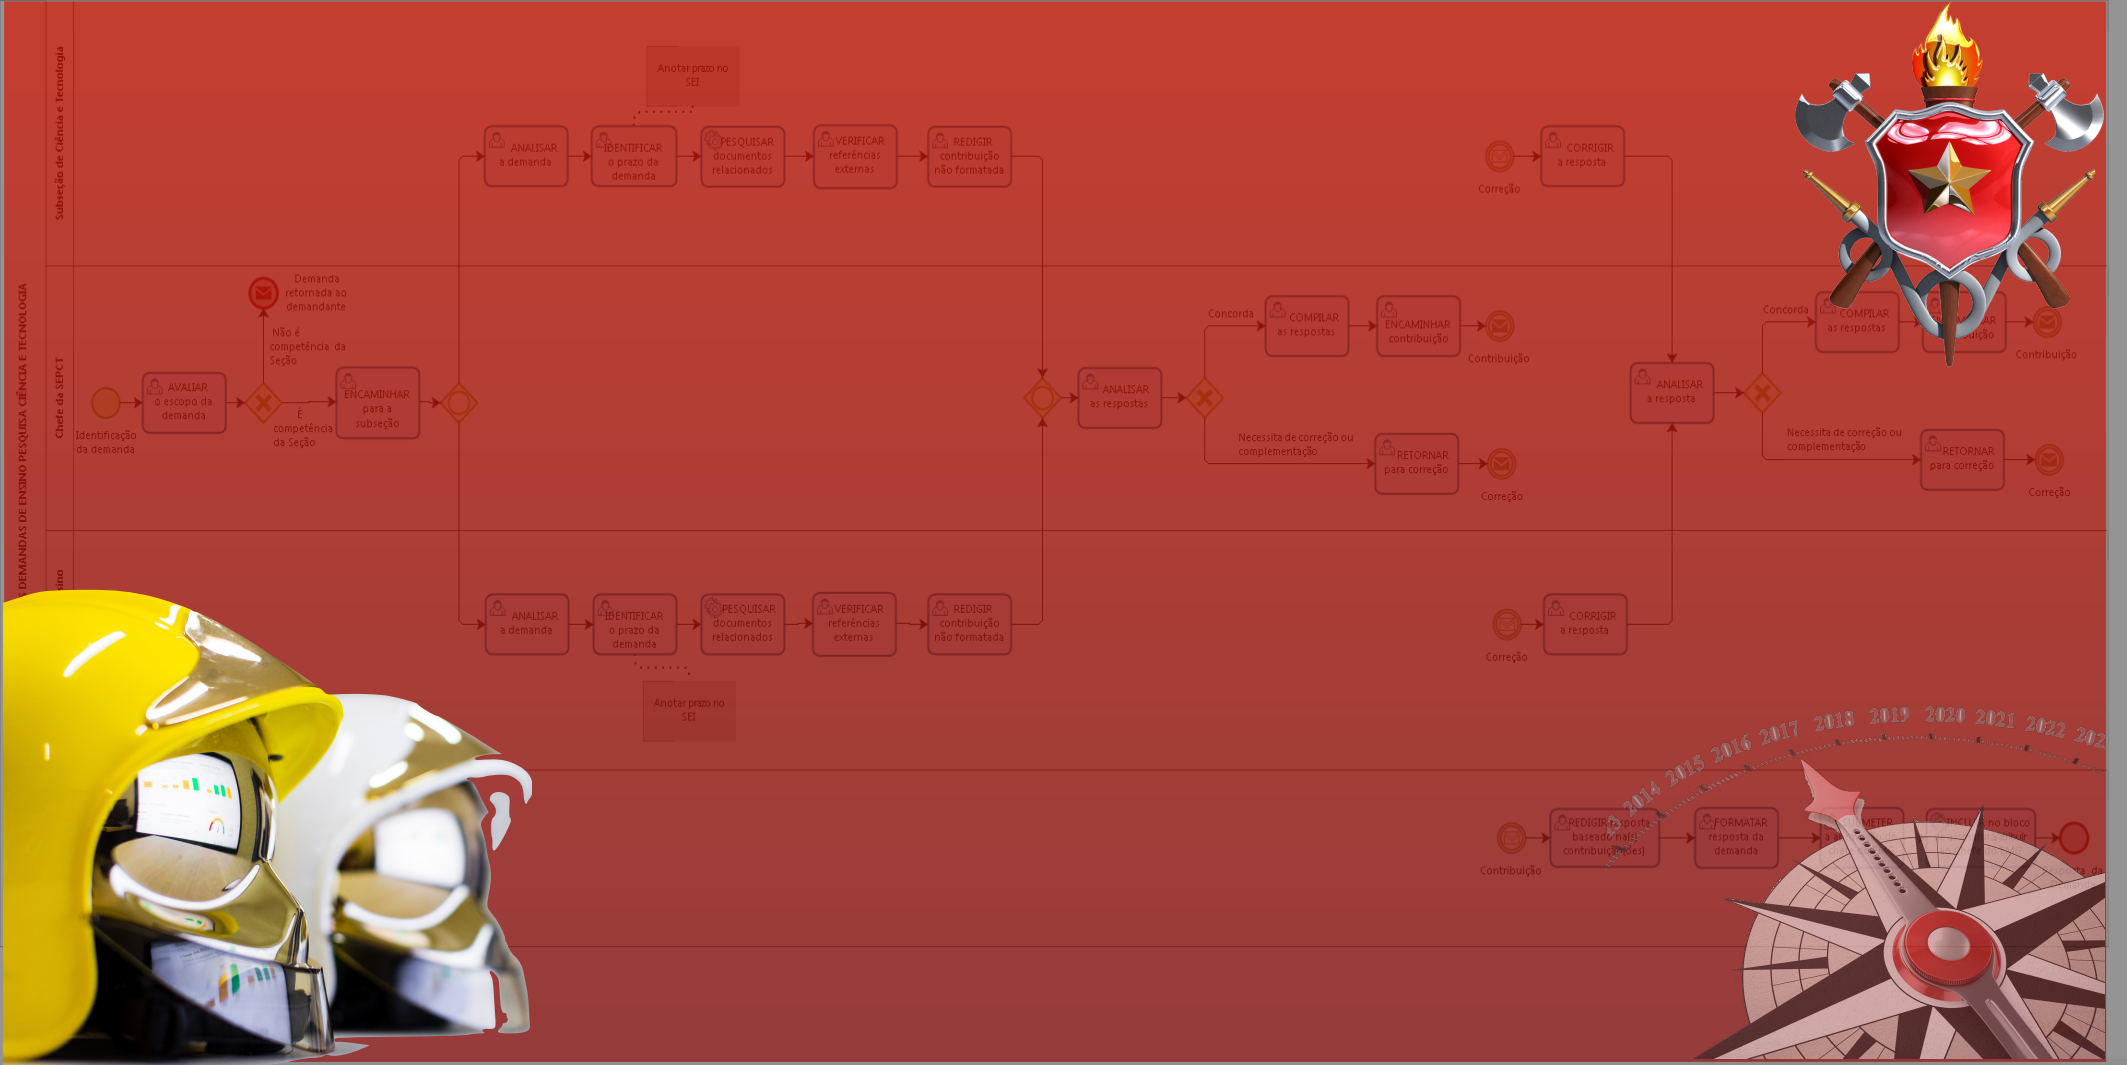 Subseção de Ciência e Tecnologia
Anotar prazo no
SEI
ANALISAR
a demanda
IDENTIFICAR
o prazo da
demanda
PESQUISAR
documentos
relacionados
VERIFICAR
referências
externas
REDIGIR
contribuição
não formatada
Correção
CORRIGIR
a resposta
DEMANDAS DE ENSINO PESQUISA CIÊNCIA E TECNOLOGIA
Chefe da SEPCT
Identificação
da demanda
AVALIAR
o escopo da
demanda
Demanda
retornada ao
demandante
Não é
competência da
Seção
É
competência
da Seção
ENCAMINHAR
para a
subseção
ANALISAR
as respostas
Concorda
COMPILAR
as respostas
ENCAMINHAR
contribuição
Contribuição
Necessita de correção ou
complementação
RETORNAR
para correção
Correção
ANALISAR
a resposta
Concorda
COMPILAR
as respostas
Contribuição
Necessita de correção ou
complementação
RETORNAR
para correção
Correção
ANALISAR
a demanda
IDENTIFICAR
o prazo da
demanda
PESQUISAR
documentos
relacionados
VERIFICAR
referências
externas
REDIGIR
contribuição
não formatada
Anotar prazo no
SEI
Correção
CORRIGIR
a resposta
2014 2015 2016 2017 2018 2019 2020 2021 2022
Contribuição
REDIGIR resposta
contribuição(ões)
FORMATAR
resposta da
demanda
no bloco